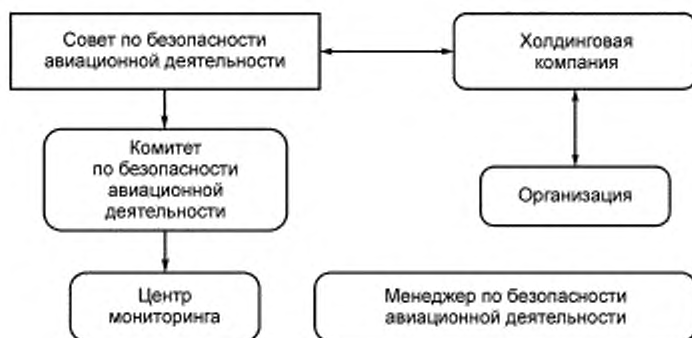 Совет по безопасности
авиационной деятельности
Холдинговая
компания
Комитет
по безопасности
авиационной
деятельности
Организация
Центр
мониторинга
Менеджер по безопасности
авиационной деятельности